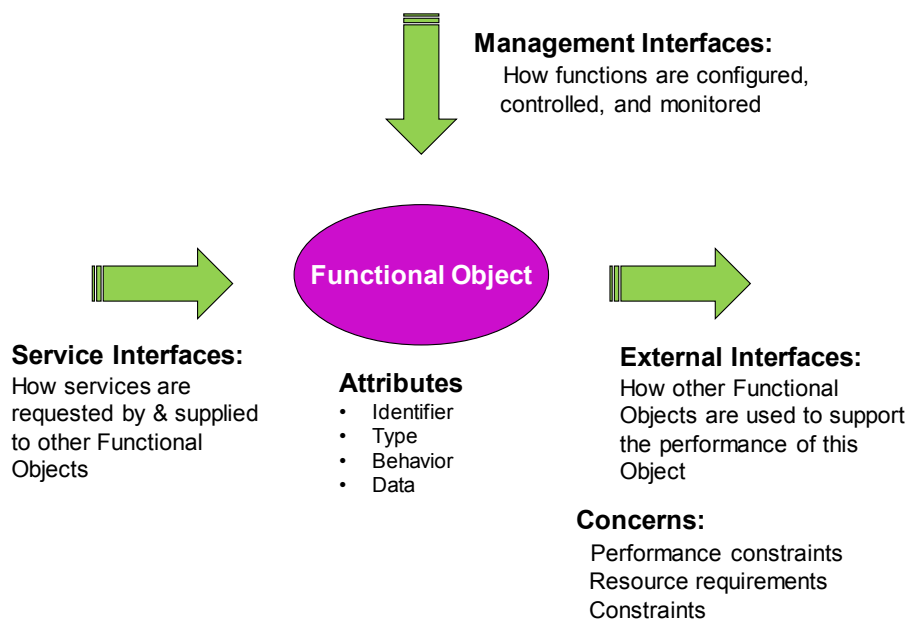 Management Interfaces:
How functions are configured,
controlled, and monitored
Functional Object
Service Interfaces:
How services are
requested by & supplied
to other Functional
Objects
Attributes
• Identifier
• Type
• Behavior
• Data
External Interfaces:
How other Functional
Objects are used to support
the performance of this
Object
Concerns:
Performance constraints
Resource requirements
Constraints